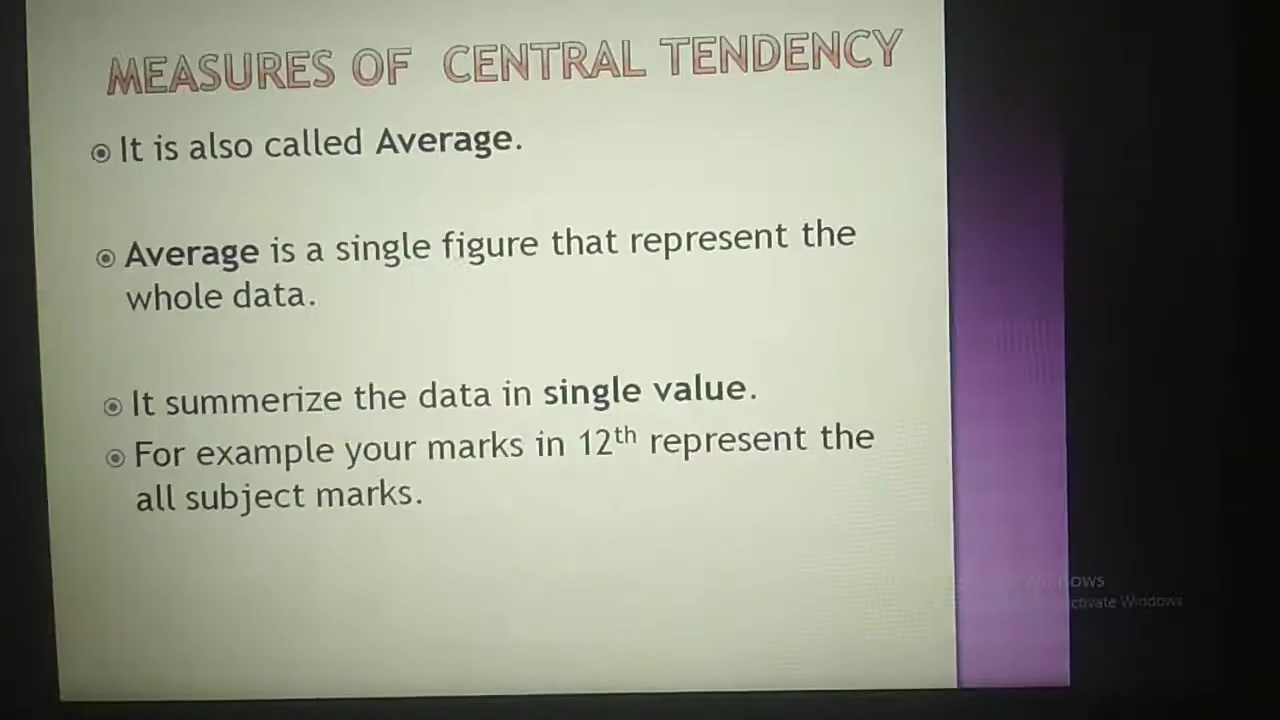 MEASURES OF CENTRAL TENDENCY
It is also called Average.
Average is a single figure that represent the
whole data.
It summerize the data in single value.
For example your marks in 12th represent the
all subject marks.
Windows